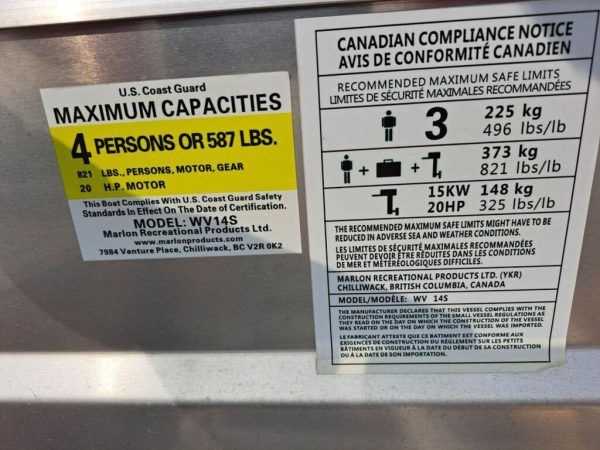 U.S. Coast Guard
MAXIMUM CAPACITIES
4 PERSONS OR 587 LBS.
821 LBS., PERSONS, MOTOR, GEAR
20 H.P. MOTOR
This Boat Complies With U.S. Coast Guard Safety
Standards In Effect On The Date of Certification.
MODEL: WV14S
Marlon Recreational Products Ltd.
www.marlonproducts.com
7984 Venture Place, Chilliwack, BC V2R 0K2
CANADIAN COMPLIANCE NOTICE
AVIS DE CONFORMITÉ CANADIEN
RECOMMENDED MAXIMUM SAFE LIMITS
LIMITES DE SÉCURITÉ MAXIMALES RECOMMANDÉES
3 225 kg
496 lbs/lb
+ + 373 kg
821 lbs/lb
15KW 148 kg
20HP 325 lbs/lb
THE RECOMMENDED MAXIMUM SAFE LIMITS MIGHT HAVE TO BE
REDUCED IN ADVERSE SEA AND WEATHER CONDITIONS.
LES LIMITES DE SÉCURITÉ MAXIMALES RECOMMANDÉES
PEUVENT DEVOIR ÊTRE RÉDUITES DANS LES CONDITIONS
DE MER ET MÉTÉRÉOLOGIQUES DIFFICILES.
MARLON RECREATIONAL PRODUCTS LTD. (YKR)
CHILLIWACK, BRITISH COLUMBIA, CANADA
MODEL/MODÈLE: WV 14S
THE MANUFACTURER DECLARES THAT THIS VESSEL COMPLIES WITH THE
CONSTRUCTION REQUIREMENTS OF THE SMALL VESSEL REGULATIONS AS
THEY READ ON THE DAY ON WHICH THE CONSTRUCTION OF THE VESSEL
WAS STARTED OR ON THE DAY ON WHICH THE VESSEL WAS IMPORTED.
LE FABRICANT ATTESTE QUE CE BATIMENT EST CONFORME AUX
EXIGENCES DE CONSTRUCTION DU RÈGLEMENT SUR LES PETITS
BÂTIMENTS EN VIGUEUR À LA DATE DU DÉBUT DE SA CONSTRUCTION
OU À LA DATE DE SON IMPORTATION.